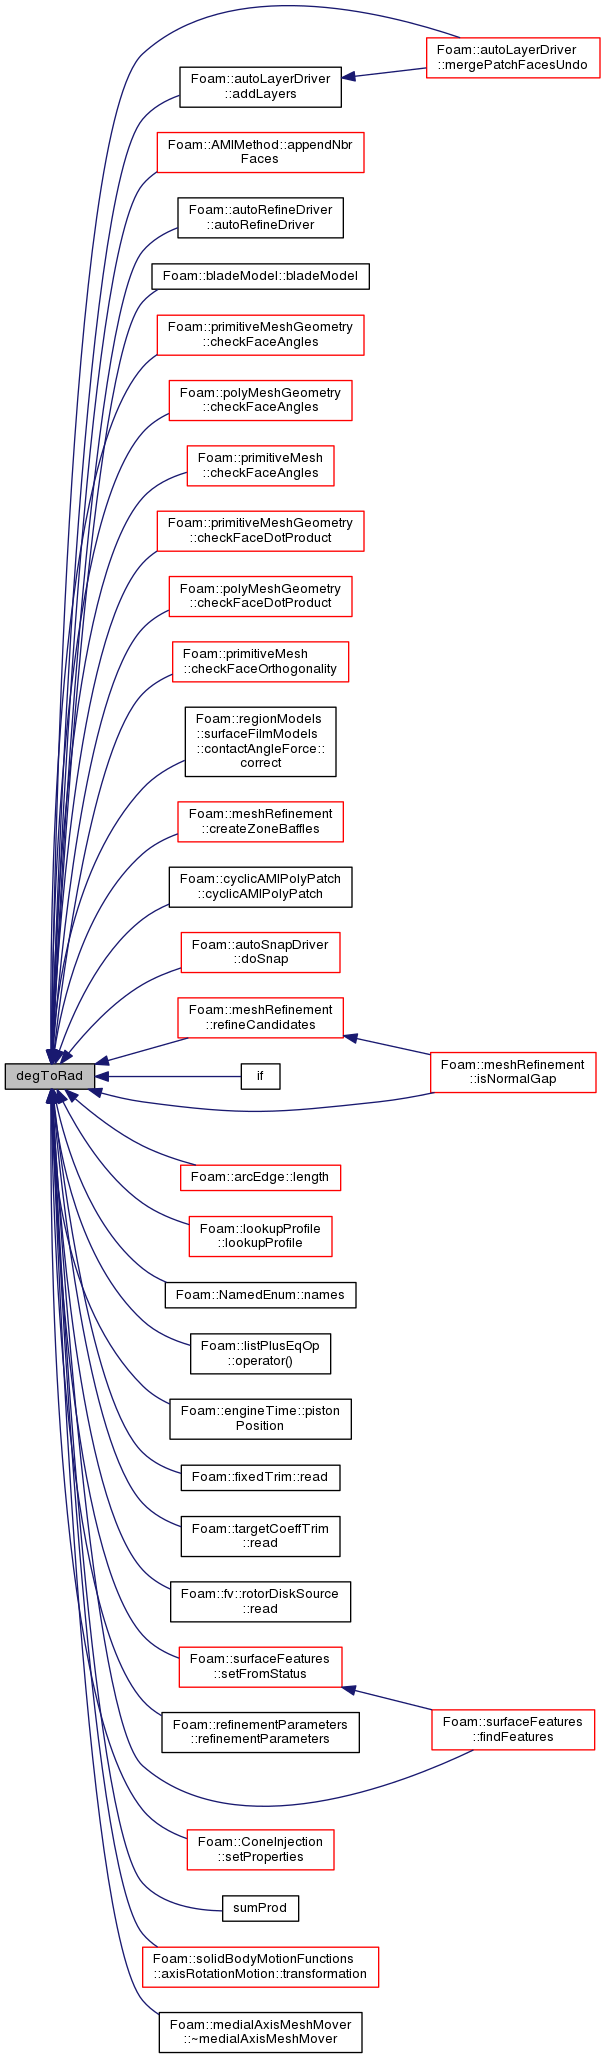 Foam::autoLayerDriver
::mergePatchFacesUndo
Foam::autoLayerDriver
::addLayers
Foam::AMIMethod::appendNbr
Faces
Foam::autoRefineDriver
::autoRefineDriver
Foam::bladeModel::bladeModel
Foam::primitiveMeshGeometry
::checkFaceAngles
Foam::polyMeshGeometry
::checkFaceAngles
Foam::primitiveMesh
::checkFaceAngles
Foam::primitiveMeshGeometry
::checkFaceDotProduct
Foam::polyMeshGeometry
::checkFaceDotProduct
Foam::primitiveMesh
::checkFaceOrthogonality
Foam::regionModels
::surfaceFilmModels
::contactAngleForce::
correct
Foam::meshRefinement
::createZoneBaffles
Foam::cyclicAMIPolyPatch
::cyclicAMIPolyPatch
Foam::autoSnapDriver
::doSnap
Foam::meshRefinement
::refineCandidates
Foam::meshRefinement
::isNormalGap
degToRad
if
Foam::arcEdge::length
Foam::lookupProfile
::lookupProfile
Foam::NamedEnum::names
Foam::listPlusEqOp
::operator()
Foam::engineTime::piston
Position
Foam::fixedTrim::read
Foam::targetCoeffTrim
::read
Foam::fv::rotorDiskSource
::read
Foam::surfaceFeatures
::setFromStatus
Foam::refinementParameters
::refinementParameters
Foam::surfaceFeatures
::findFeatures
Foam::ConeInjection
::setProperties
sumProd
Foam::solidBodyMotionFunctions
::axisRotationMotion::transformation
Foam::medialAxisMeshMover
::~medialAxisMeshMover